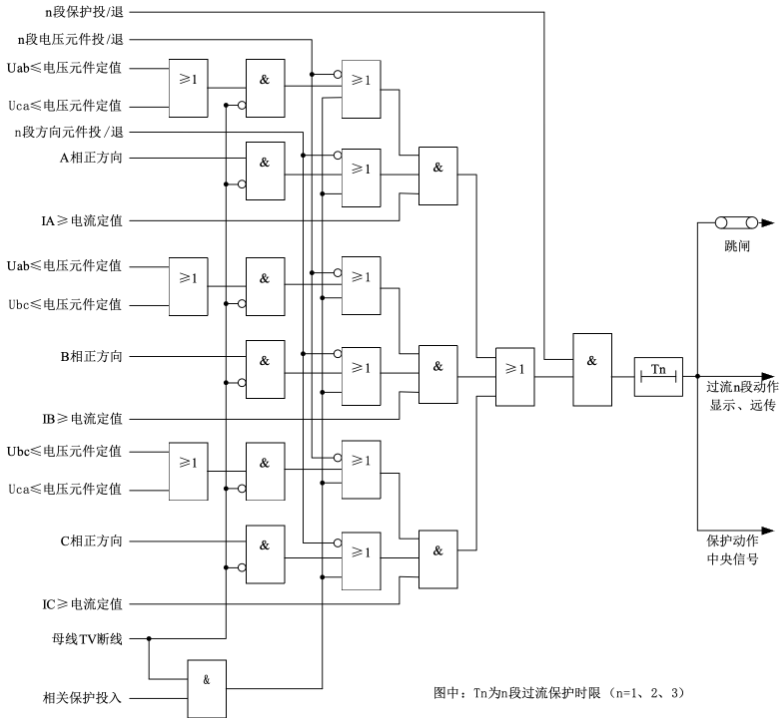 n段保护投/退
n段电压元件投/退
Uab≤电压元件定值
≥1
&
≥1
Uca≤电压元件定值
n段方向元件投/退
A相正方向
&
≥1
&
IA≥电流定值
跳闸
Uab≤电压元件定值
≥1
&
≥1
Ubc≤电压元件定值
B相正方向
&
≥1
&
≥1
&
Tn
过流n段动作
显示、远传
IB≥电流定值
Ubc≤电压元件定值
≥1
&
≥1
Uca≤电压元件定值
C相正方向
&
≥1
&
保护动作
中央信号
IC≥电流定值
母线TV断线
&
相关保护投入
图中：Tn为n段过流保护时限（n=1、2、3）